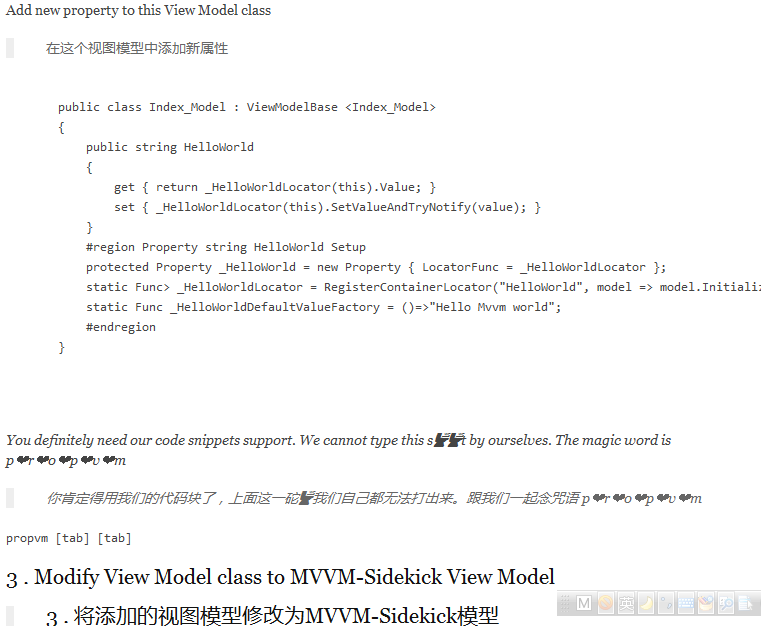 Add new property to this View Model class
在这个视图模型中添加新属性
public class Index_Model : ViewModelBase <Index_Model>
{
public string HelloWorld
{
get { return _HelloWorldLocator(this).Value; }
set { _HelloWorldLocator(this).SetValueAndTryNotify(value); }
}
#region Property string HelloWorld Setup
protected Property _HelloWorld = new Property { LocatorFunc = _HelloWorldLocator };
static Func> _HelloWorldLocator = RegisterContainerLocator("HelloWorld", model => model.Initiali
static Func _HelloWorldDefaultValueFactory = ()=>"Hello Mvvm world";
#endregion
}
You definitely need our code snippets support. We cannot type this s t by ourselves. The magic word is
p❤r❤o❤p❤v❤m
你肯定得用我们的代码块了，上面这一砣 我们自己都无法打出来。跟我们一起念咒语 p❤r❤o❤p❤v❤m
propvm [tab] [tab]
3 . Modify View Model class to MVVM-Sidekick View Model
3 . 将添加的视图模型修改为MVVM-Sidekick模型
M 英